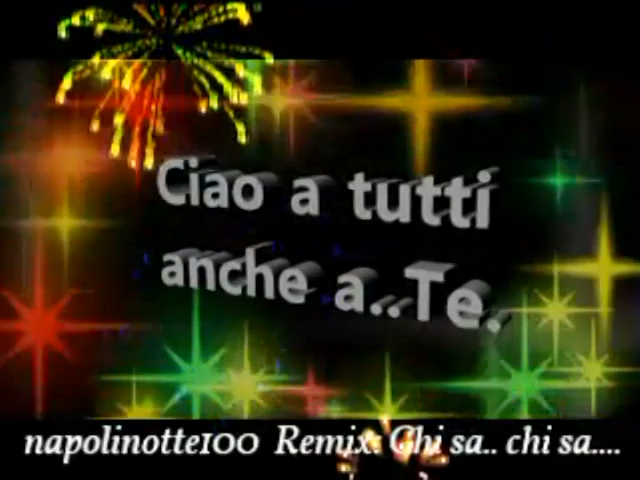 Ciao a tutti
anche a..Te.
napolinotte100 Remix: Chi sa.. chi sa....